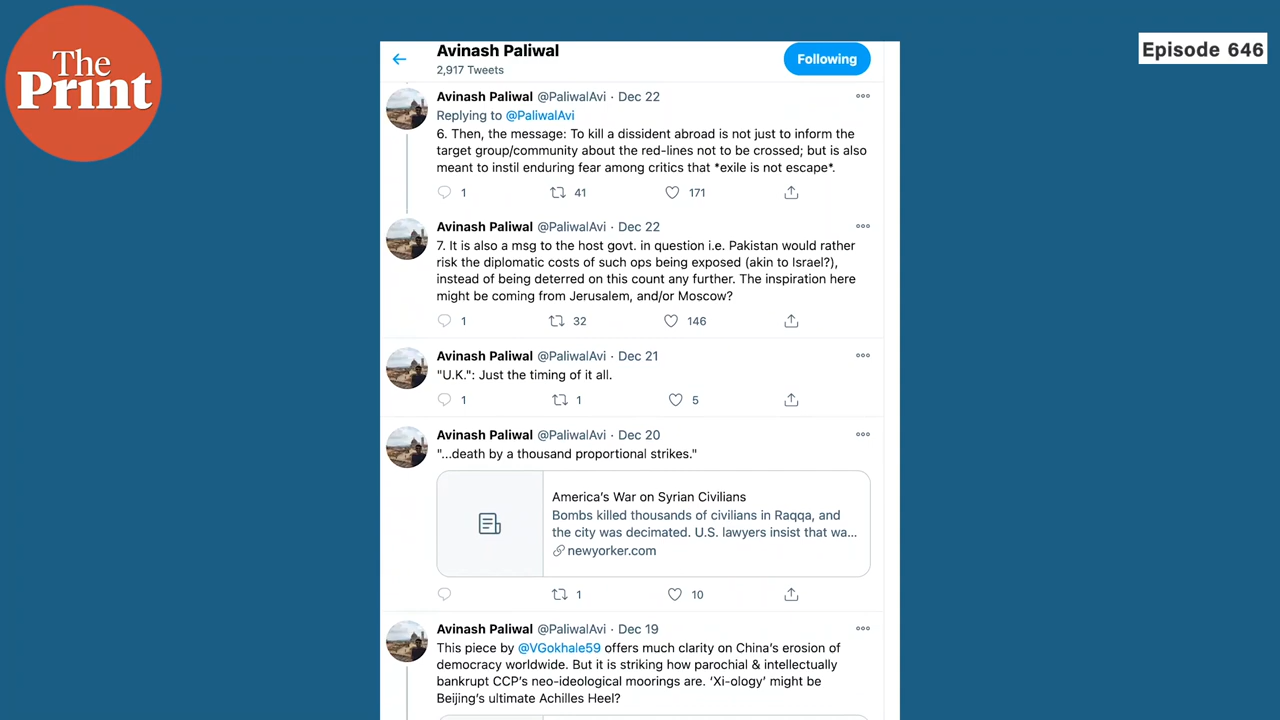 The
Print
Episode 646
Avinash Paliwal
2,917 Tweets
Following
Avinash Paliwal @PaliwalAvi · Dec 22
Replying to @PaliwalAvi
6. Then, the message: To kill a dissident abroad is not just to inform the
target group/community about the red-lines not to be crossed; but is also
meant to instil enduring fear among critics that *exile is not escape*.
1 41 171
Avinash Paliwal @PaliwalAvi · Dec 22
7. It is also a msg to the host govt. in question i.e. Pakistan would rather
risk the diplomatic costs of such ops being exposed (akin to Israel?),
instead of being deterred on this count any further. The inspiration here
might be coming from Jerusalem, and/or Moscow?
1 32 146
Avinash Paliwal @PaliwalAvi · Dec 21
"U.K.": Just the timing of it all.
1 1 5
Avinash Paliwal @PaliwalAvi · Dec 20
"...death by a thousand proportional strikes."
America's War on Syrian Civilians
Bombs killed thousands of civilians in Raqqa, and
the city was decimated. U.S. lawyers insist that wa...
newyorker.com
1 10
Avinash Paliwal @PaliwalAvi · Dec 19
This piece by @VGokhale59 offers much clarity on China's erosion of
democracy worldwide. But it is striking how parochial & intellectually
bankrupt CCP's neo-ideological moorings are. 'Xi-ology' might be
Beijing's ultimate Achilles Heel?